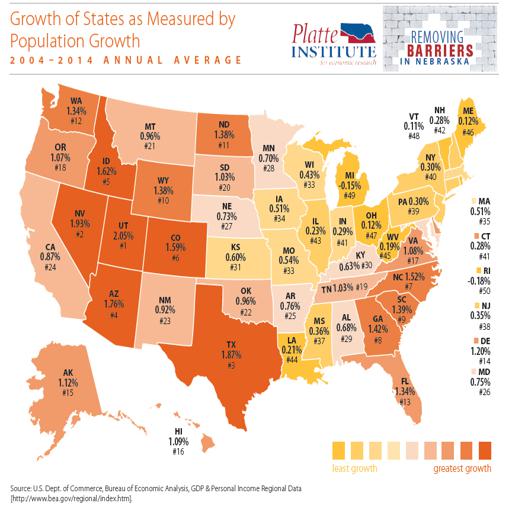 Growth of States as Measured by
Population Growth
2004–2014 ANNUAL AVERAGE
Platte
INSTITUTE
for economic research
REMOVING
BARRIERS
IN NEBRASKA
WA
1.34%
#12
OR
1.07%
#18
CA
0.87%
#24
ID
1.62%
#5
NV
1.93%
#2
UT
2.05%
#1
AZ
1.76%
#4
MT
0.96%
#21
WY
1.38%
#10
CO
1.59%
#6
NM
0.92%
#23
ND
1.38%
#11
SD
1.03%
#20
NE
0.73%
#27
KS
0.60%
#31
OK
0.96%
#22
TX
1.87%
#3
MN
0.70%
#28
IA
0.51%
#34
MO
0.54%
#33
AR
0.76%
#25
LA
0.21%
#44
WI
0.43%
#33
IL
0.23%
#43
MI
-0.15%
#49
IN
0.29%
#41
OH
0.12%
#47
KY
0.63% #30
TN 1.03% #19
MS
0.36%
#37
AL
0.68%
#29
GA
1.42%
#8
FL
1.34%
#13
SC
1.39%
#9
NC 1.52%
#7
VA
1.08%
#17
WV
0.19%
#45
PA 0.30%
#39
NY
0.30%
#40
VT
0.11%
#48
NH
0.28%
#42
ME
0.12%
#46
MA
0.51%
#35
CT
0.28%
#41
RI
-0.18%
#50
NJ
0.35%
#38
DE
1.20%
#14
MD
0.75%
#26
AK
1.12%
#15
HI
1.09%
#16
least growth
greatest growth
Source: U.S. Dept. of Commerce, Bureau of Economic Analysis, GDP & Personal Income Regional Data
[http://www.bea.gov/regional/index.htm].